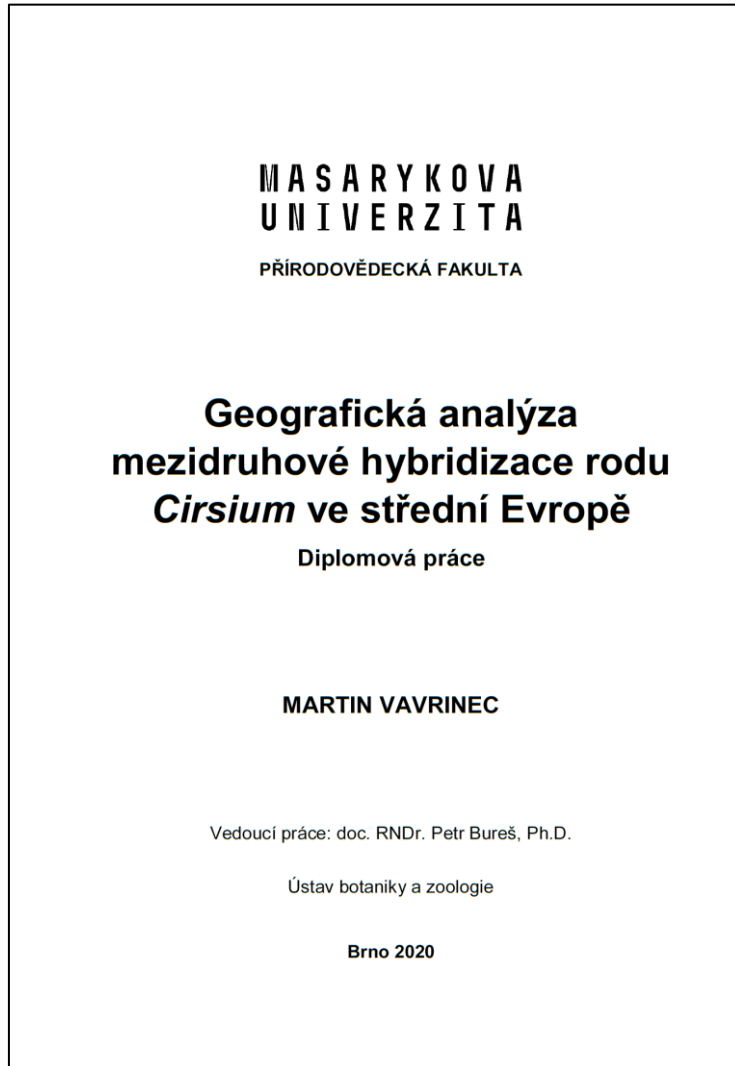 MASARYKOVA
UNIVERZITA
PŘÍRODOVĚDECKÁ FAKULTA
Geografická analýza
mezidruhové hybridizace rodu
Cirsium ve střední Evropě
Diplomová práce
MARTIN VAVRINEC
Vedoucí práce: doc. RNDr. Petr Bureš, Ph.D.
Ústav botaniky a zoologie
Brno 2020